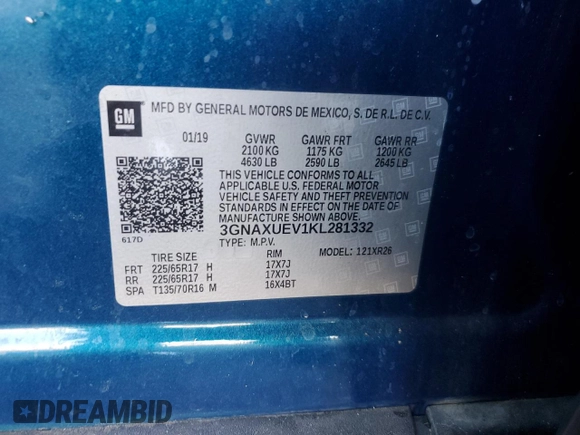 GM
MFD BY GENERAL MOTORS DE MEXICO, S. DE R.L. DE C.V.
01/19 GVWR GAWR FRT GAWR RR
2100 KG 1175 KG 1200 KG
4630 LB 2590 LB 2645 LB
THIS VEHICLE CONFORMS TO ALL
APPLICABLE U.S. FEDERAL MOTOR
VEHICLE SAFETY AND THEFT
PREVENTION STANDARDS IN EFFECT
ON THE DATE OF MANUFACTURE
SHOWN ABOVE.
3GNAXUEV1KL281332
617D
TYPE: M.P.V. MODEL: 121XR26
TIRE SIZE RIM
FRT 225/65R17 H 17X7J
RR 225/65R17 H 17X7J
SPA T135/70R16 M 16X4BT
DREAMBID